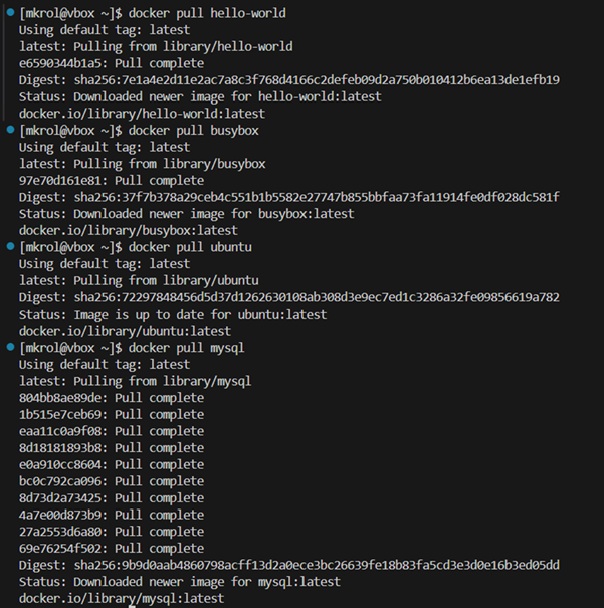 [mkrol@vbox ~]$ docker pull hello-world
Using default tag: latest
latest: Pulling from library/hello-world
e6590344b1a5: Pull complete
Digest: sha256:7e1a4e2d11e2ac7a8c3f768d4166c2defeb09d2a750b010412b6ea13de1efb19
Status: Downloaded newer image for hello-world:latest
docker.io/library/hello-world:latest
[mkrol@vbox ~]$ docker pull busybox
Using default tag: latest
latest: Pulling from library/busybox
97e70d161e81: Pull complete
Digest: sha256:37f7b378a29ceb4c551b1b5582e27747b855bbfaa73fa11914fe0df028dc581f
Status: Downloaded newer image for busybox:latest
docker.io/library/busybox:latest
[mkrol@vbox ~]$ docker pull ubuntu
Using default tag: latest
latest: Pulling from library/ubuntu
Digest: sha256:72297848456d5d37d1262630108ab308d3e9ec7ed1c3286a32fe09856619a782
Status: Image is up to date for ubuntu:latest
docker.io/library/ubuntu:latest
[mkrol@vbox ~]$ docker pull mysql
Using default tag: latest
latest: Pulling from library/mysql
804bb8ae89de: Pull complete
1b515e7ceb69: Pull complete
eaa11c0a9f08: Pull complete
8d18181893b8: Pull complete
e0a910cc8604: Pull complete
bc0c792ca096: Pull complete
8d73d2a73425: Pull complete
4a7e00d873b9: Pull complete
27a2553d6a80: Pull complete
69e76254f502: Pull complete
Digest: sha256:9b9d0aab4860798acff13d2a0ece3bc26639fe18b83fa5cd3e3d0e16b3ed05dd
Status: Downloaded newer image for mysql:latest
docker.io/library/mysql:latest